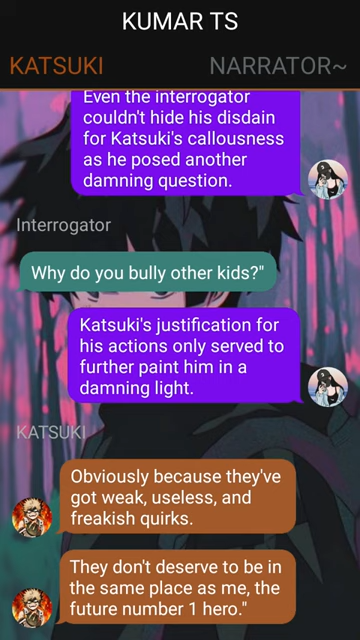 KUMAR TS
KATSUKI
NARRATOR~
Even the interrogator
couldn't hide his disdain
for Katsuki's callousness
as he posed another
damning question.
Interrogator
Why do you bully other kids?"
Katsuki's justification for
his actions only served to
further paint him in a
damning light.
KATSUKI
Obviously because they've
got weak, useless, and
freakish quirks.
They don't deserve to be in
the same place as me, the
future number 1 hero."